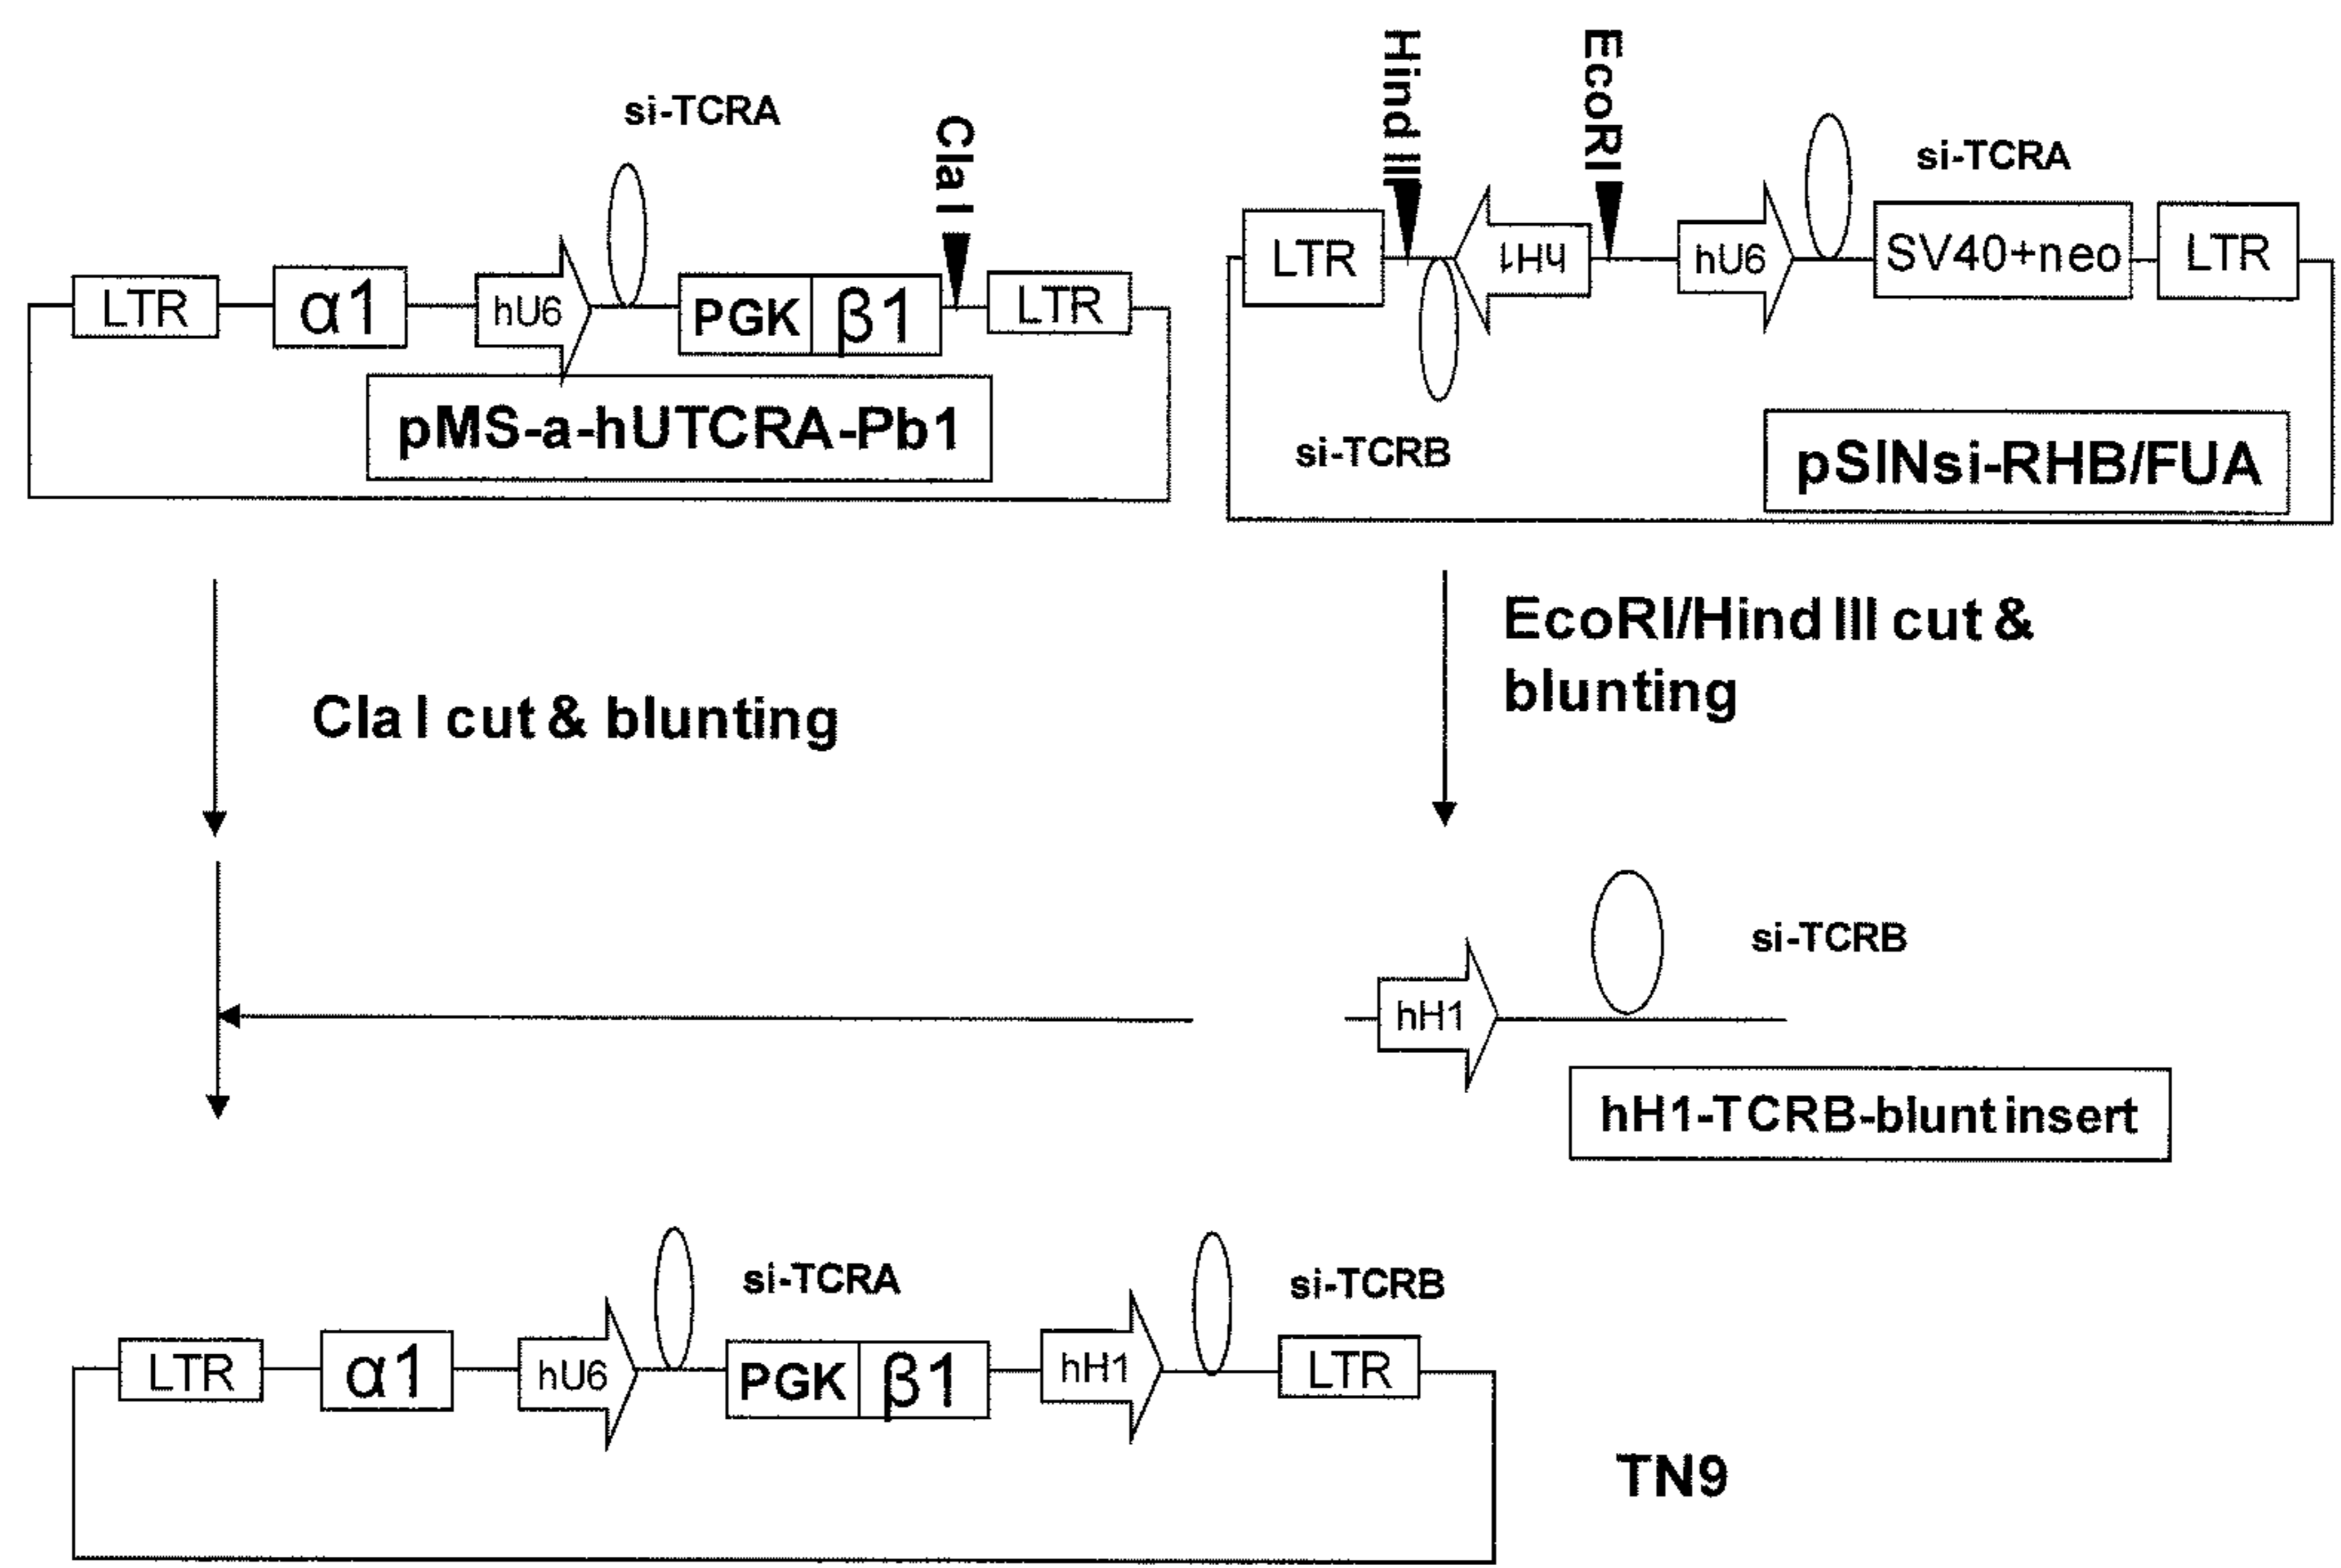 si-TCRA
Cla I
LTR
α1
hU6
PGK
β1
LTR
pMS-a-hUTCRA-Pb1
Hind III
EcoRI
si-TCRA
LTR
hH1
hU6
SV40+neo
LTR
si-TCRB
pSINsi-RHB/FUA
Cla I cut & blunting
EcoRI/Hind III cut &
blunting
si-TCRB
hH1
hH1-TCRB-blunt insert
si-TCRA
si-TCRB
LTR
α1
hU6
PGK
β1
hH1
LTR
TN9